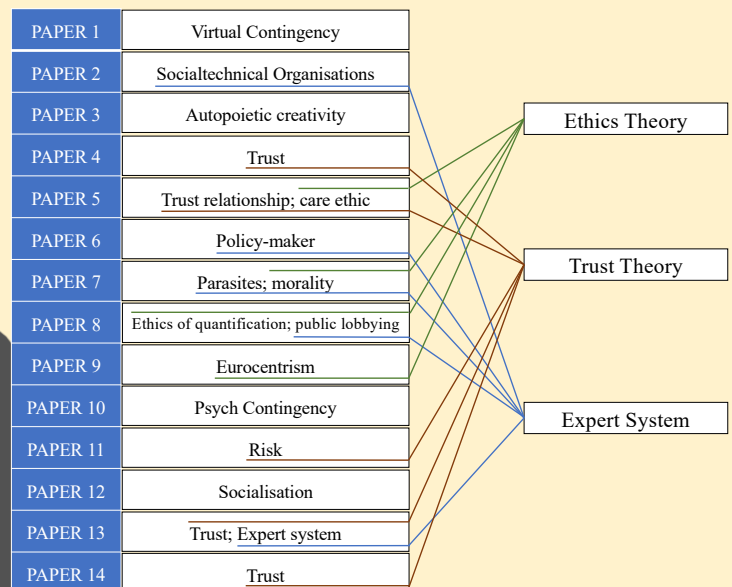 PAPER 1 Virtual Contingency
PAPER 2 Socialtechnical Organisations
PAPER 3 Autopoietic creativity
Ethics Theory
PAPER 4 Trust
PAPER 5 Trust relationship; care ethic
PAPER 6 Policy-maker
Trust Theory
PAPER 7 Parasites; morality
PAPER 8 Ethics of quantification; public lobbying
PAPER 9 Eurocentrism
PAPER 10 Psych Contingency
Expert System
PAPER 11 Risk
PAPER 12 Socialisation
PAPER 13 Trust; Expert system
PAPER 14 Trust